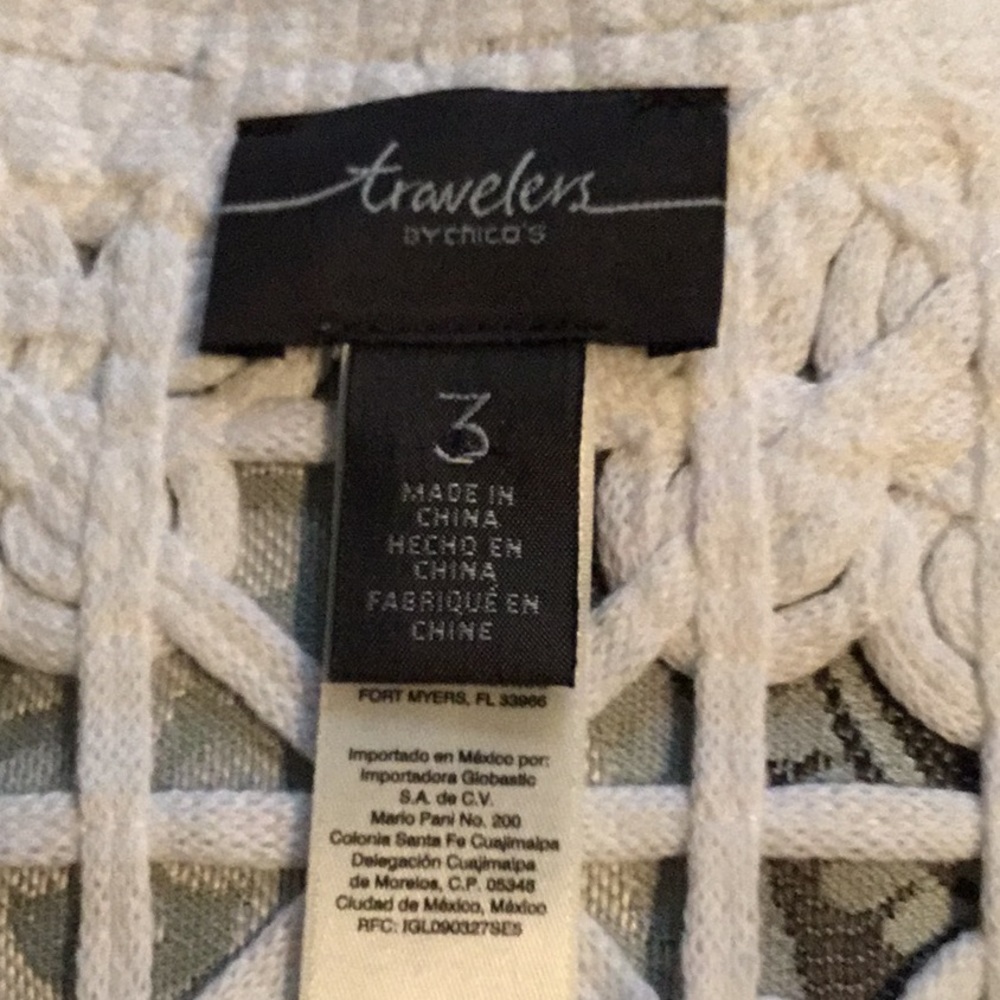 travelers
BY CHICO'S
3
MADE IN
CHINA
HECHO EN
CHINA
FABRIQUÉ EN
CHINE
FORT MYERS, FL 33966
Importado en México por:
Importadora Globastic
S.A. de C.V.
Mario Pani No. 200
Colonia Santa Fe Cuajimalpa
Delegación Cuajimalpa
de Morelos, C.P. 05348
Ciudad de México, México
RFC: IGL090327SE5